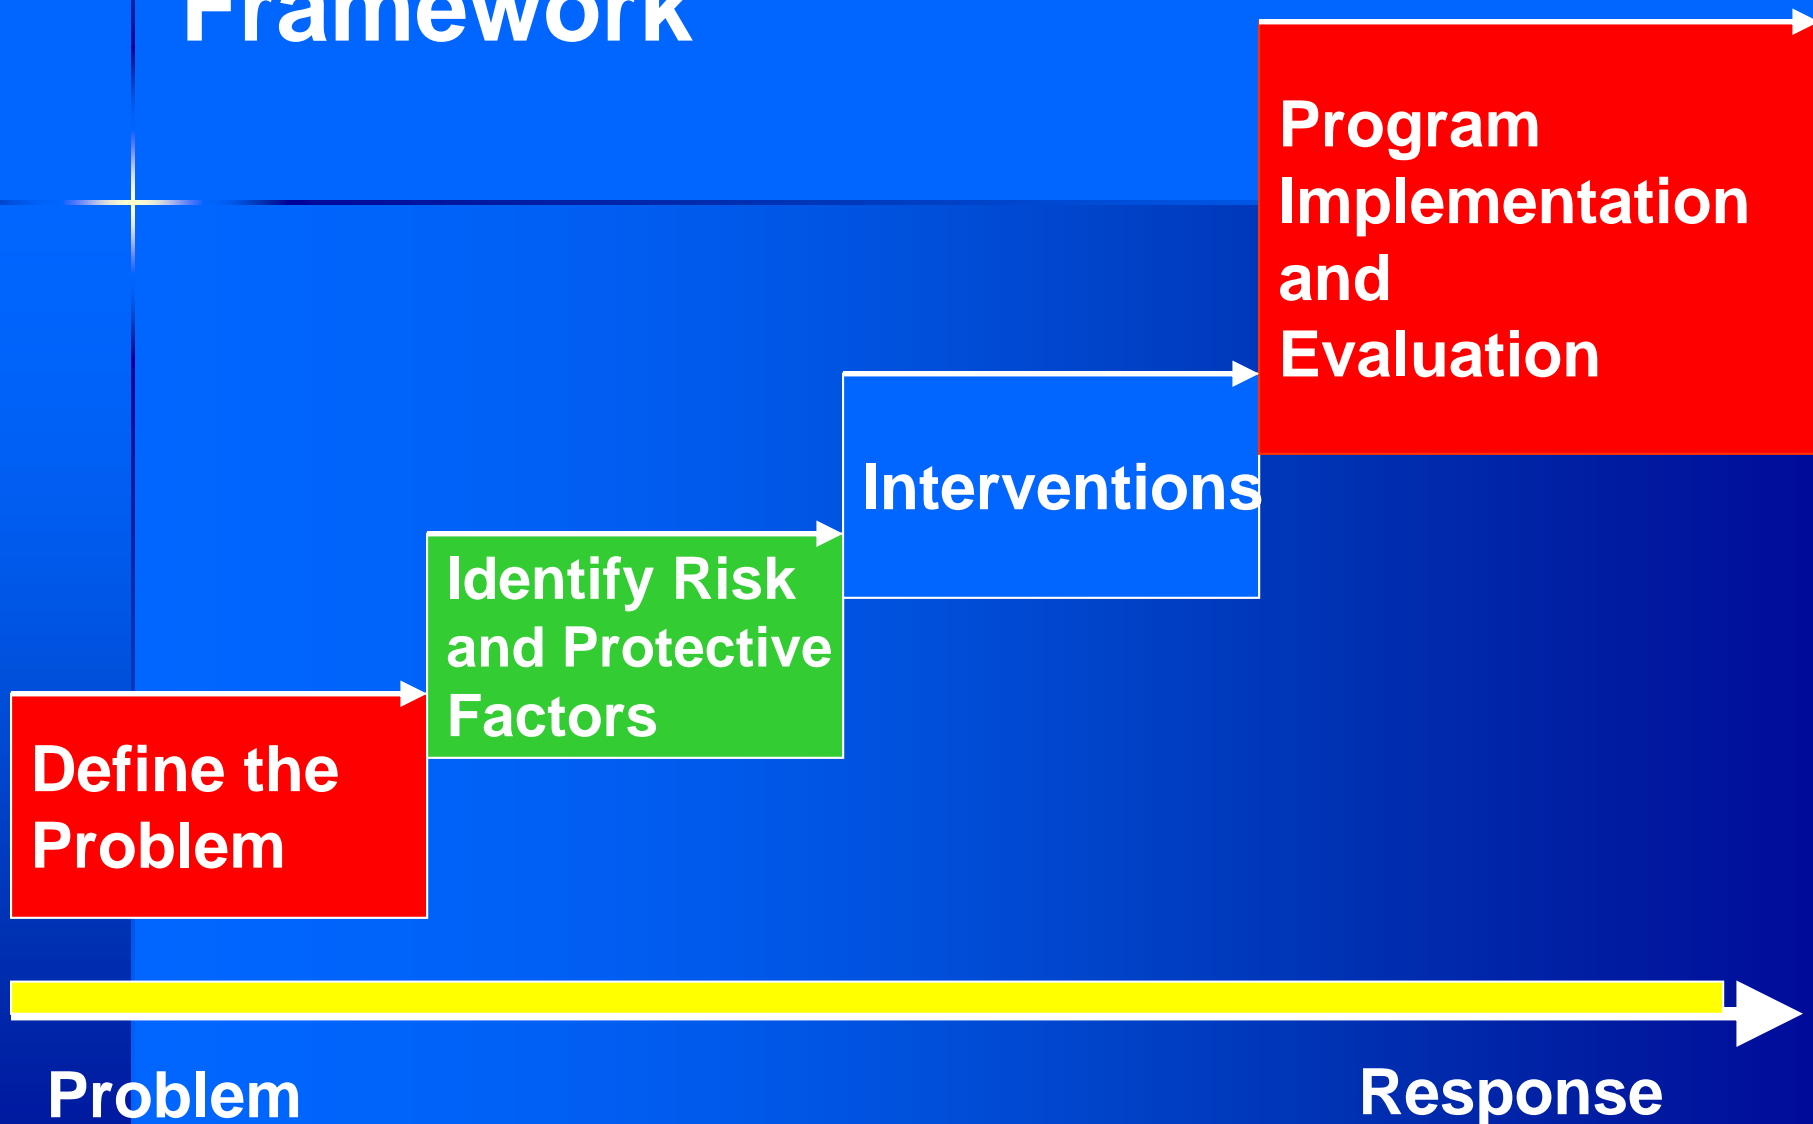 Framework
Program
Implementation
and
Evaluation
Interventions
Identify Risk
and Protective
Factors
Define the
Problem
Problem
Response